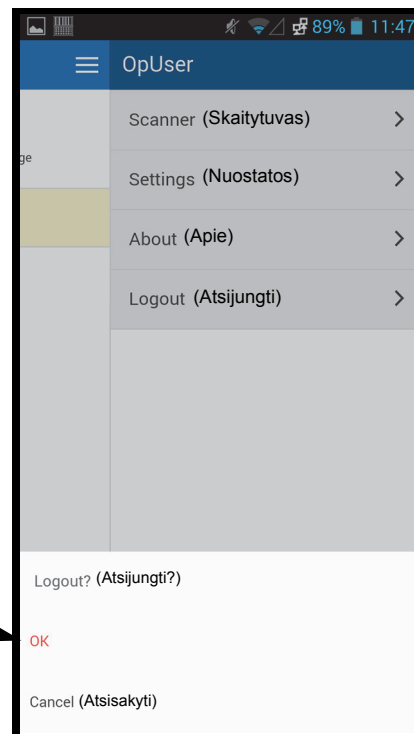 89% 11:47
OpUser
ge
Scanner (Skaitytuvas)
Settings (Nuostatos)
About (Apie)
Logout (Atsijungti)
Logout? (Atsijungti?)
OK
Cancel (Atsisakyti)